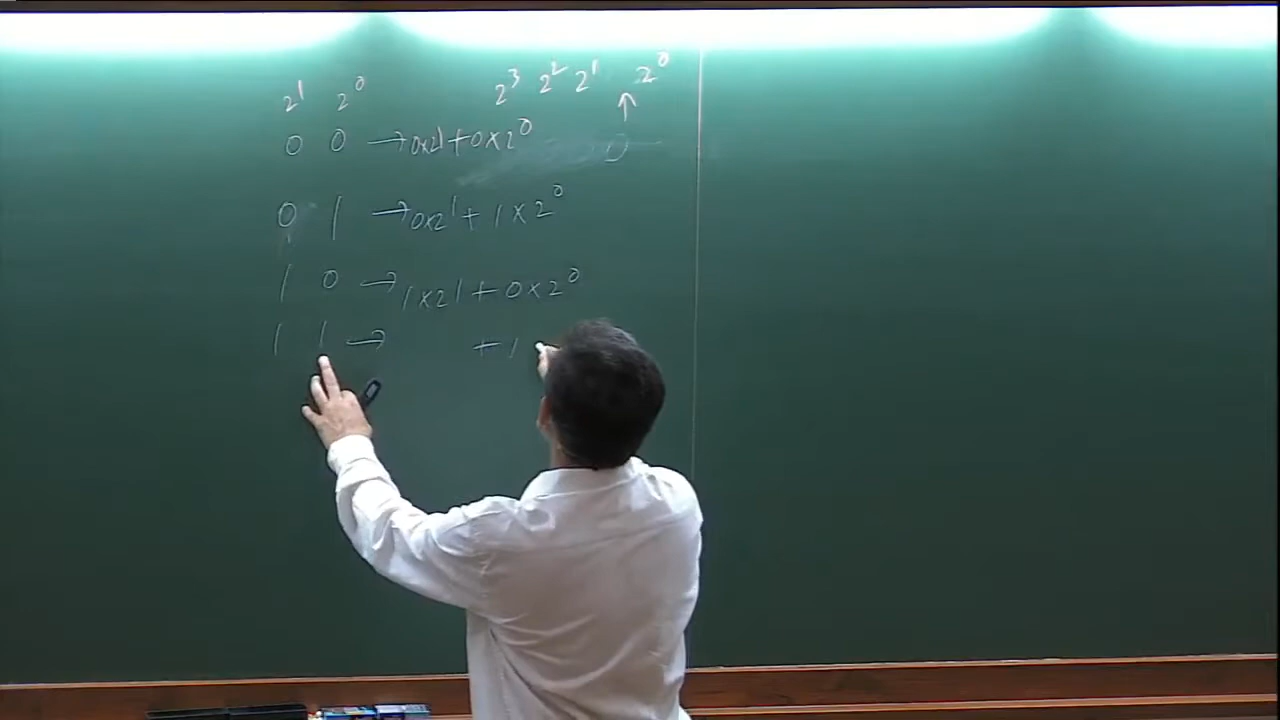 2¹ 2⁰ 2³ 2² 2¹ 2⁰
↑
0 0 → 0×2¹ + 0×2⁰ 0
0 1 → 0×2¹ + 1×2⁰
1 0 → 1×2¹ + 0×2⁰
1 1 → + 1